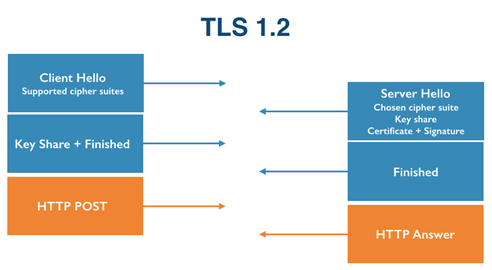 TLS 1.2
Client Hello
Supported cipher suites
Server Hello
Chosen cipher suite
Key share
Certificate + Signature
Key Share + Finished
Finished
HTTP POST
HTTP Answer